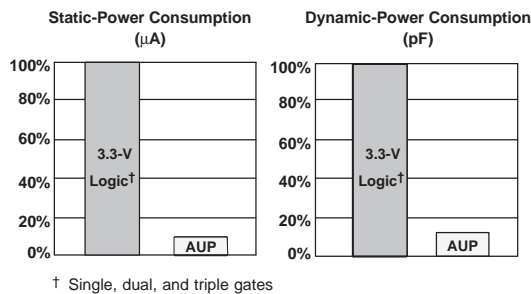 Static-Power Consumption
(μA)
100%
80%
60%
40%
20%
0%
3.3-V
Logic†
AUP
Dynamic-Power Consumption
(pF)
100%
80%
60%
40%
20%
0%
3.3-V
Logic†
AUP
† Single, dual, and triple gates